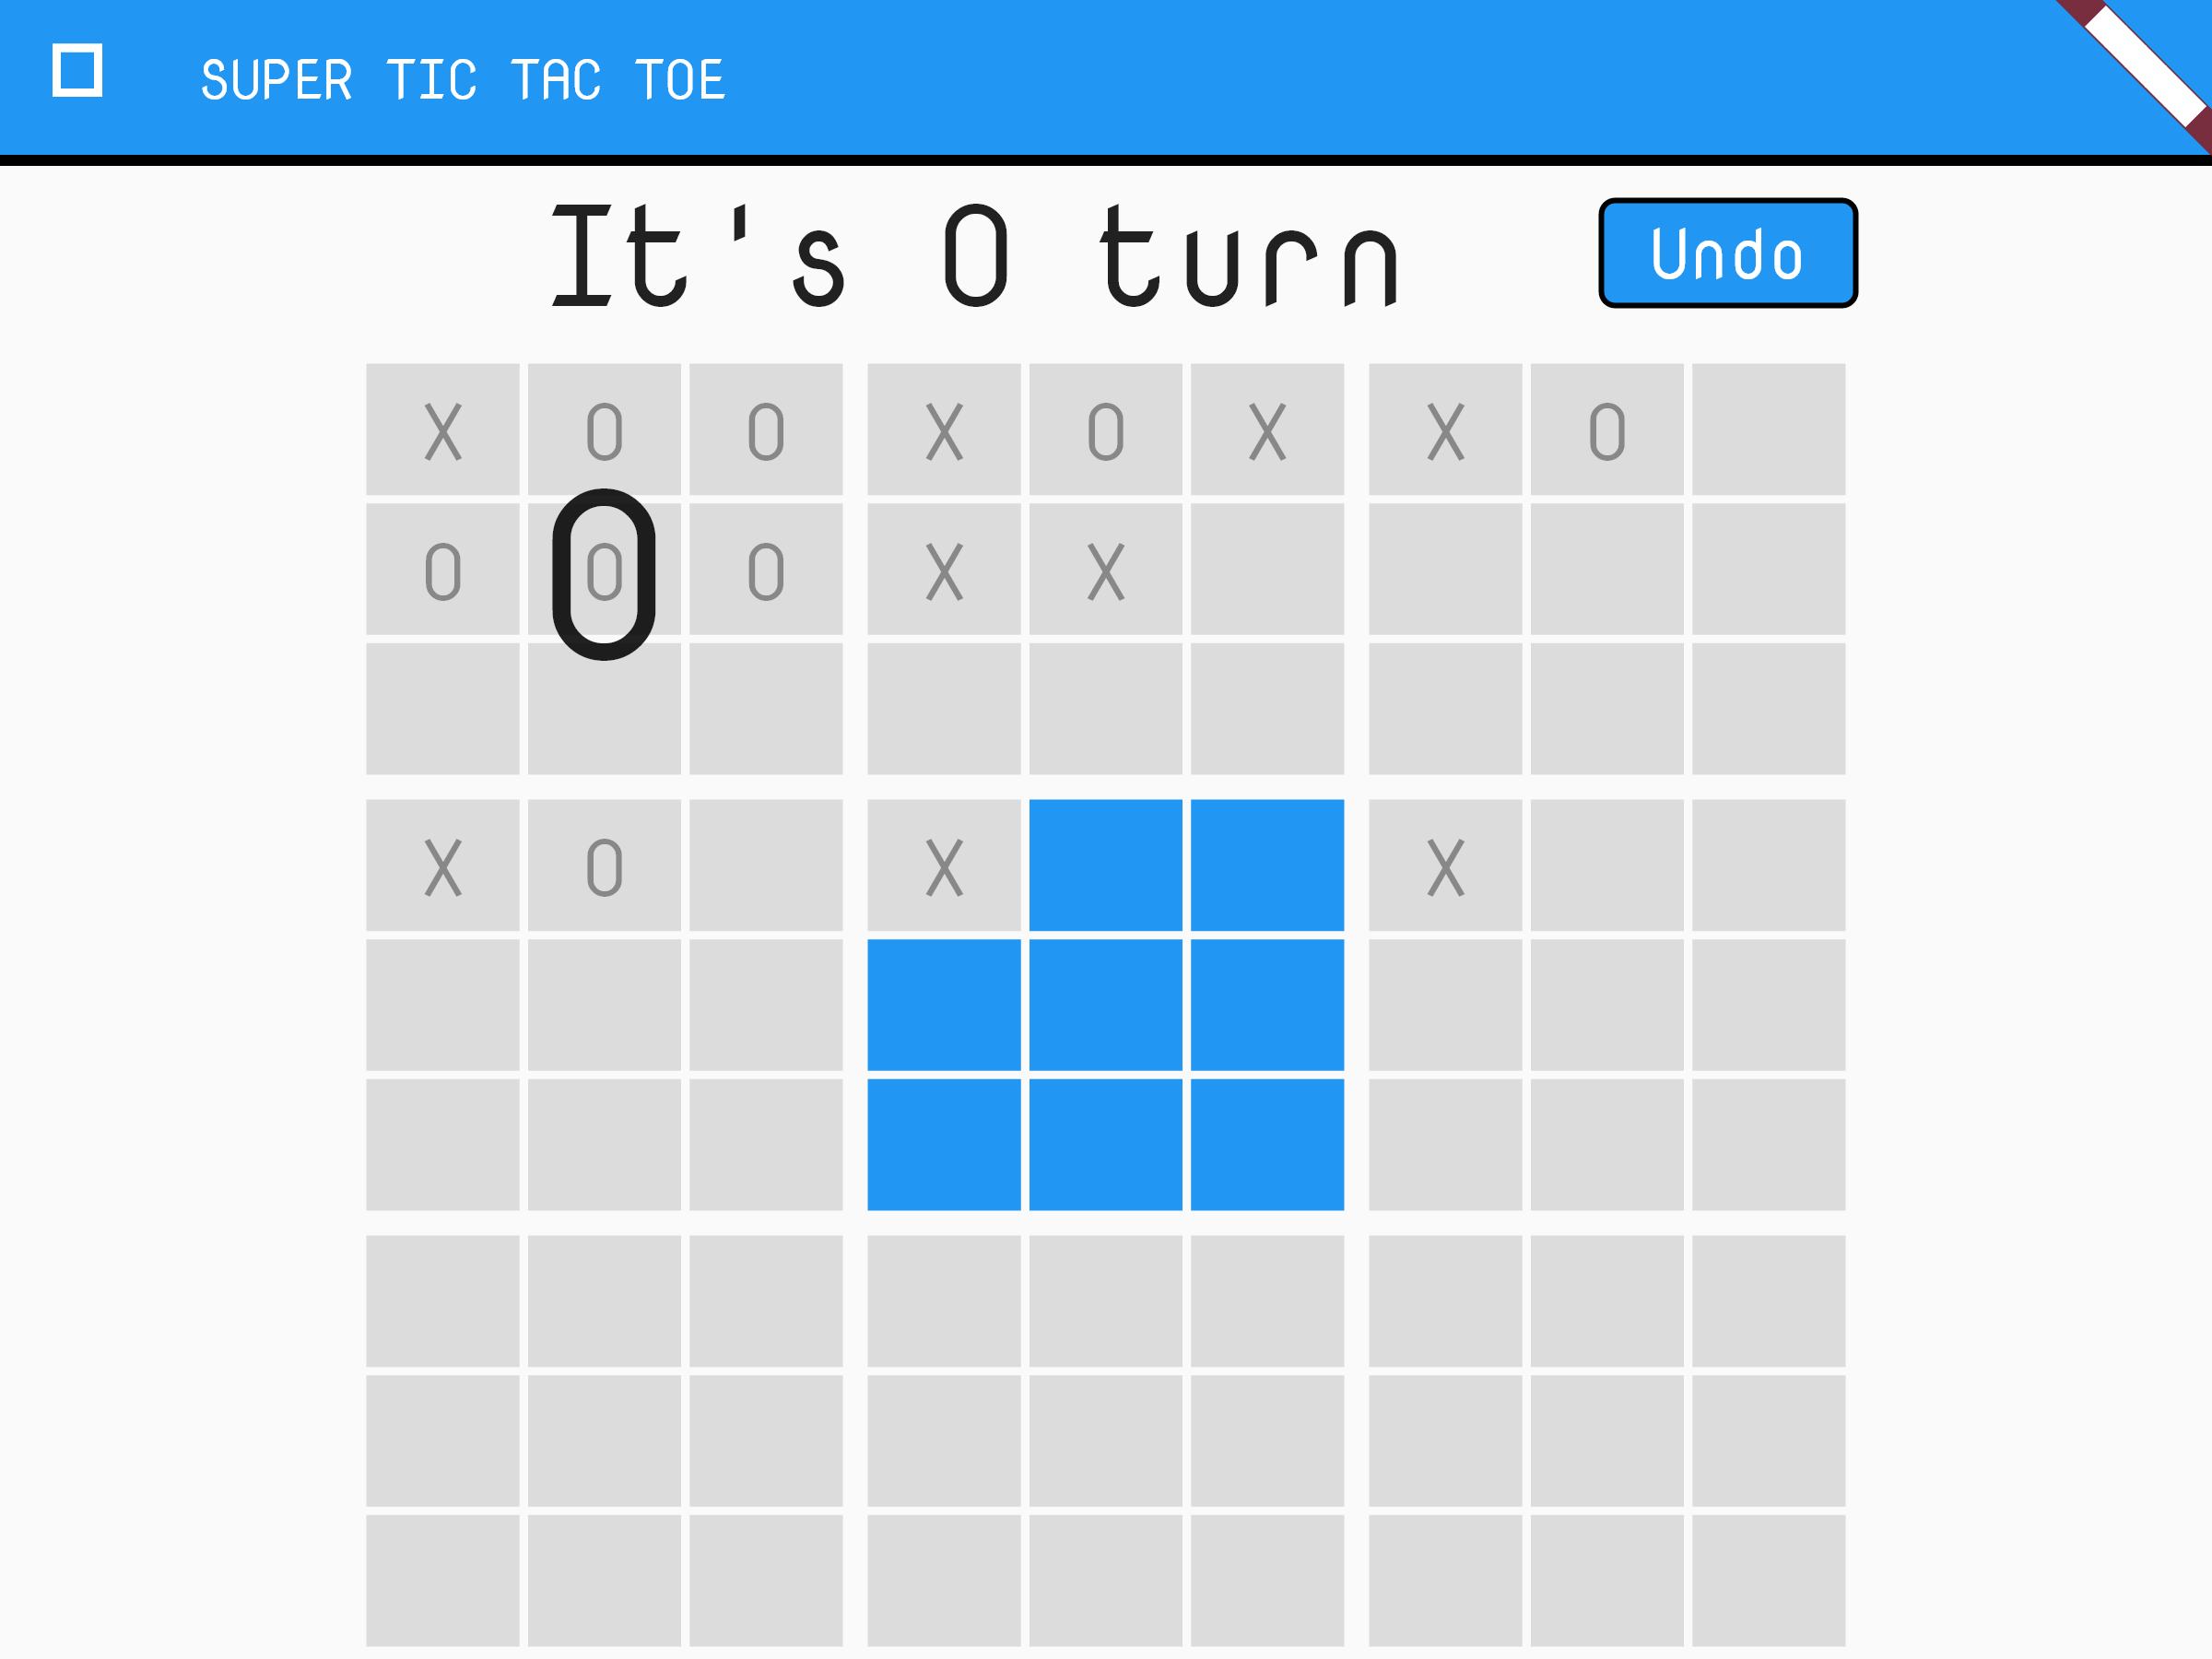 SUPER TIC TAC TOE
It's O turn
Undo
X O O X O X X O
O O O X X
O
X O X X